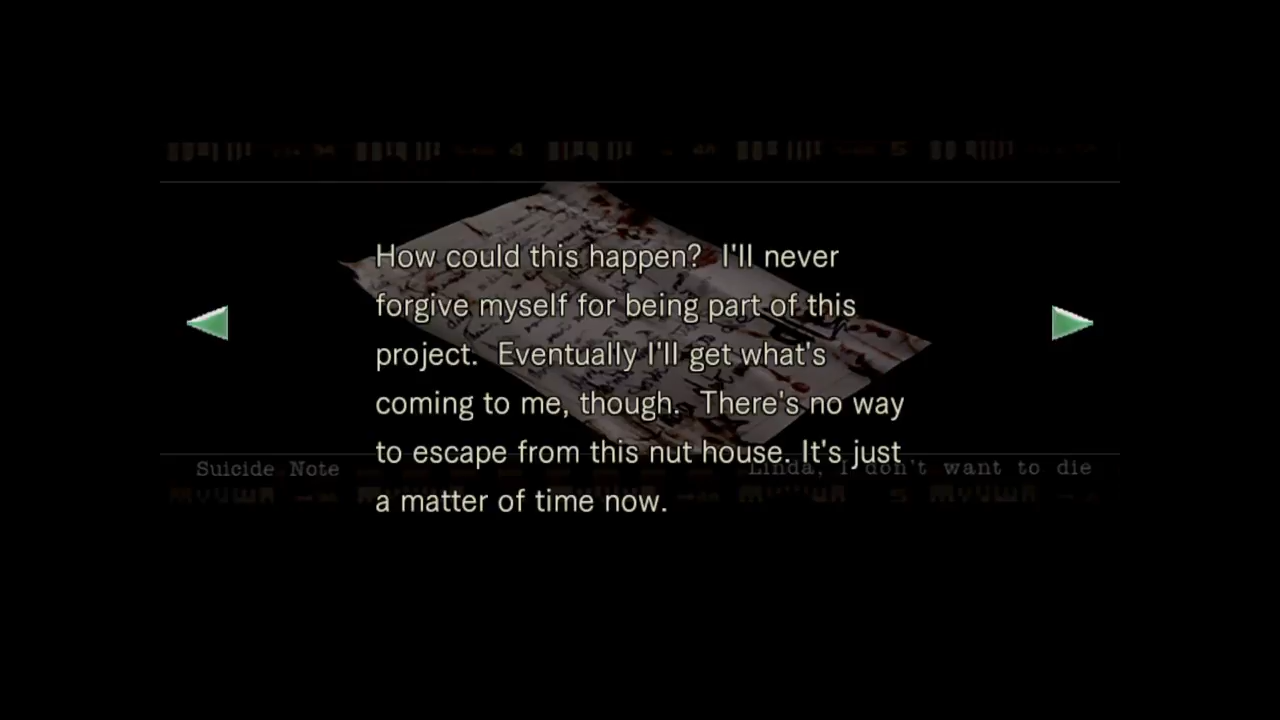 How could this happen?  I'll never
forgive myself for being part of this
project.  Eventually I'll get what's
coming to me, though.  There's no way
to escape from this nut house. It's just
a matter of time now.
Suicide Note
Linda, I don't want to die